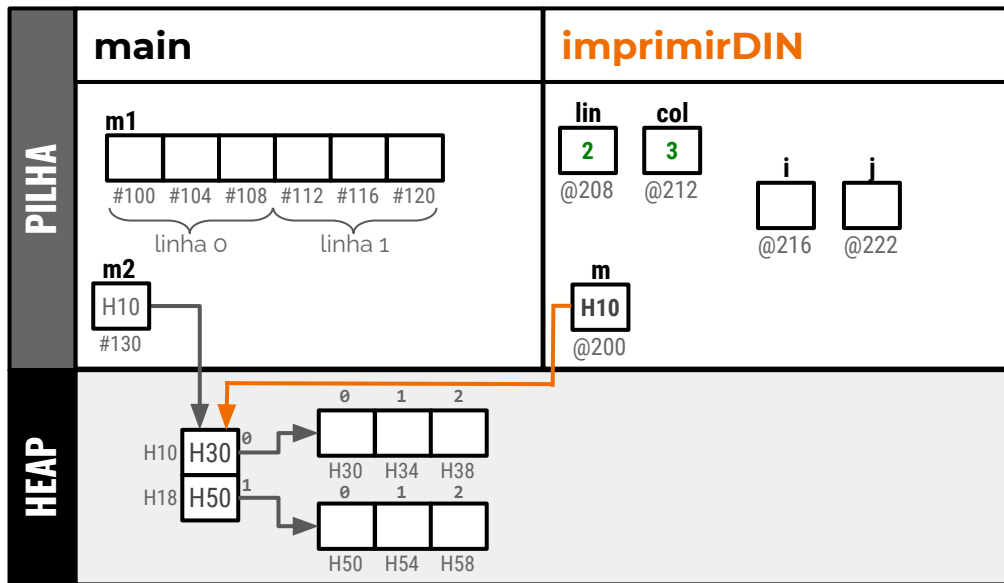 main
imprimirDIN
PILHA
m1
#100 #104 #108 #112 #116 #120
linha 0 linha 1
m2
H10
#130
lin col
2 3
@208 @212
i j
@216 @222
m
H10
@200
HEAP
0 1 2
H10 H30 0
H30 H34 H38
H18 H50 1
0 1 2
H50 H54 H58